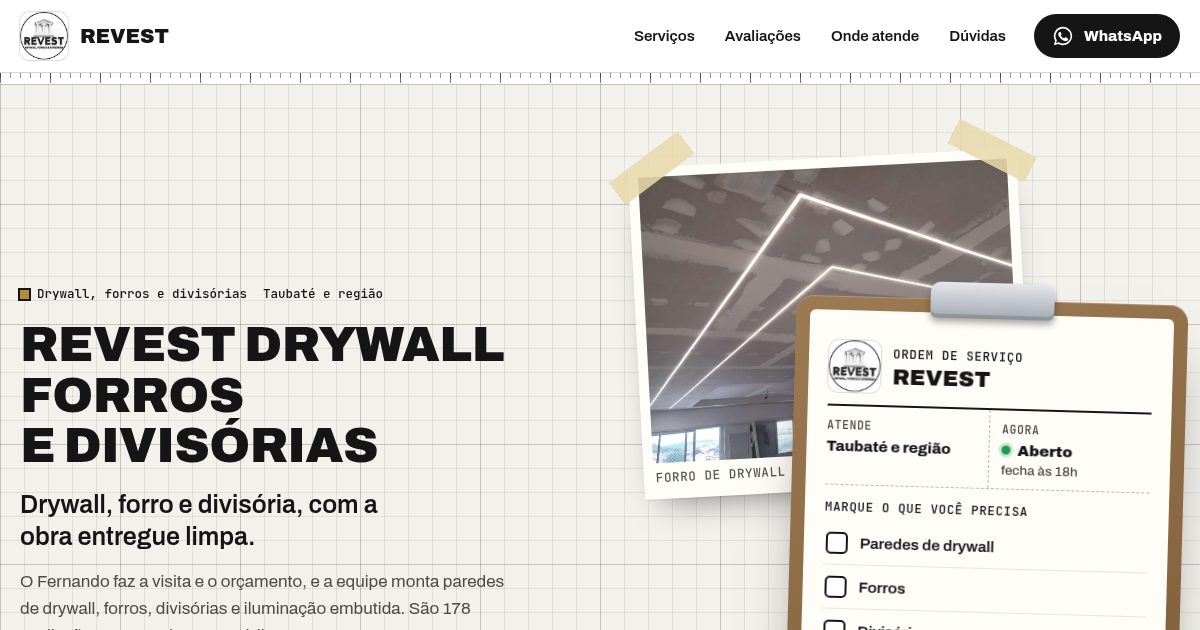 REVEST
REVEST
Serviços
Avaliações
Onde atende
Dúvidas
WhatsApp
Drywall, forros e divisórias Taubaté e região
REVEST DRYWALL
FORROS
E DIVISÓRIAS
Drywall, forro e divisória, com a
obra entregue limpa.
O Fernando faz a visita e o orçamento, e a equipe monta paredes
de drywall, forros, divisórias e iluminação embutida. São 178
FORRO DE DRYWALL
REVEST
ORDEM DE SERVIÇO
REVEST
ATENDE
Taubaté e região
AGORA
Aberto
fecha às 18h
MARQUE O QUE VOCÊ PRECISA
Paredes de drywall
Forros